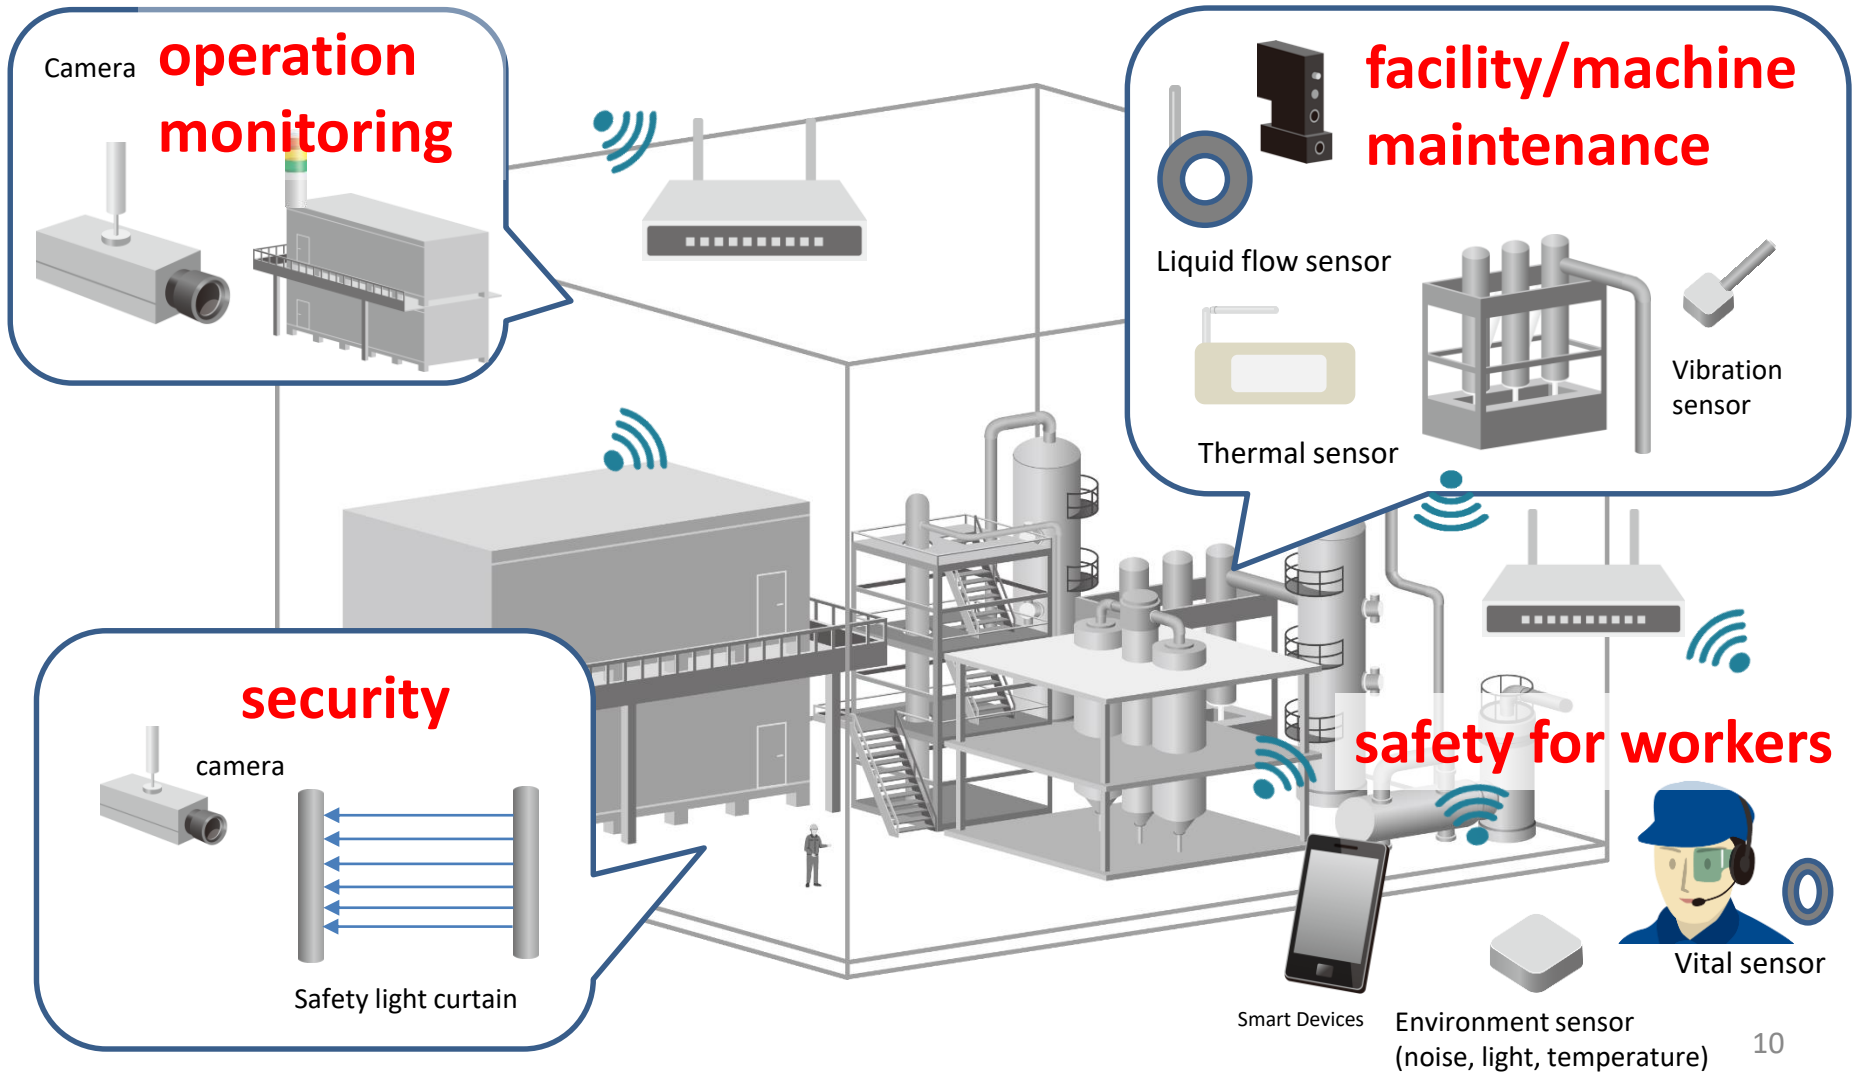 Camera
operation
monitoring
facility/machine
maintenance
Liquid flow sensor
Vibration
sensor
Thermal sensor
security
camera
Safety light curtain
safety for workers
Vital sensor
Smart Devices
Environment sensor
(noise, light, temperature)
10